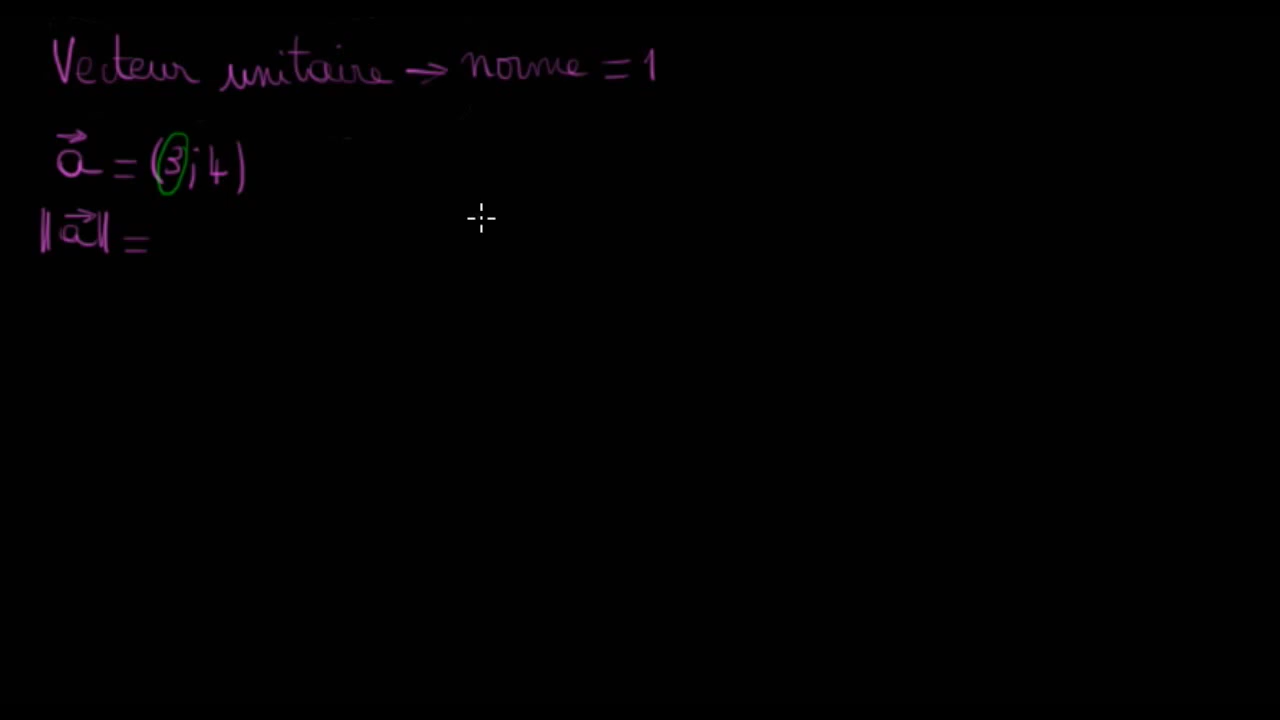 Vecteur unitaire → norme = 1
a⃗ = (3;4)
‖a⃗‖ =